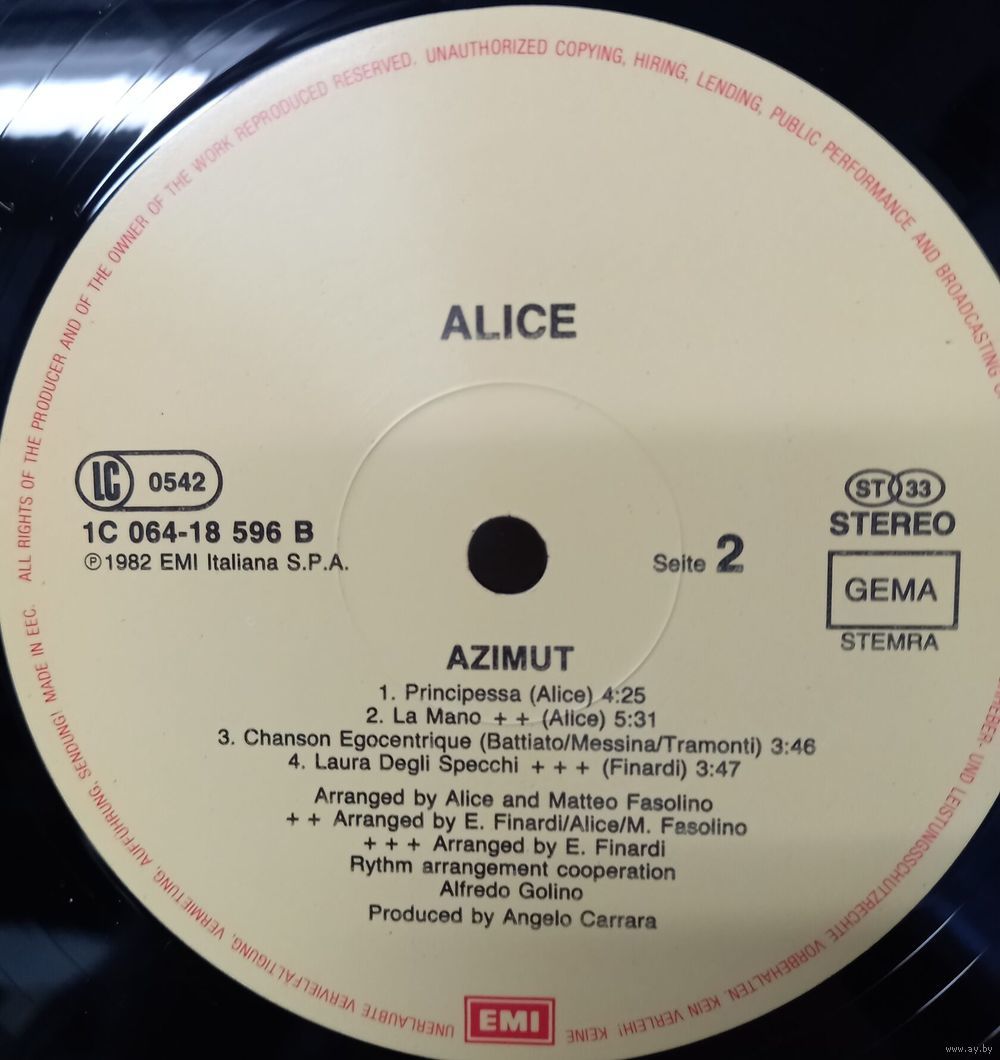 ALL RIGHTS OF THE PRODUCER AND OF THE OWNER OF THE WORK REPRODUCED RESERVED. UNAUTHORIZED COPYING, HIRING, LENDING, PUBLIC PERFORMANCE AND BROADCASTING
ALICE
LC 0542
1C 064-18 596 B
℗1982 EMI Italiana S.P.A.
Seite 2
ST 33
STEREO
GEMA
STEMRA
AZIMUT
1. Principessa (Alice) 4:25
2. La Mano + + (Alice) 5:31
3. Chanson Egocentrique (Battiato/Messina/Tramonti) 3:46
4. Laura Degli Specchi + + + (Finardi) 3:47
Arranged by Alice and Matteo Fasolino
+ + Arranged by E. Finardi/Alice/M. Fasolino
+ + + Arranged by E. Finardi
Rythm arrangement cooperation
Alfredo Golino
Produced by Angelo Carrara
EMI
UND LEISTUNGSSCHUTZRECHTE VORBEHALTEN. KEIN VERLEIH! KEINE
UNERLAUBTE VERVIELFÄLTIGUNG, VERMIETUNG, AUFFÜHRUNG, SENDUNG! MADE IN EEC.
www.ay.by